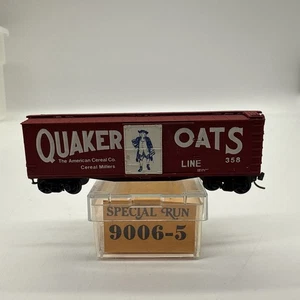 QUAKER OATS
The American Cereal Co.
Cereal Millers
LINE
358
SPECIAL RUN
9006-5